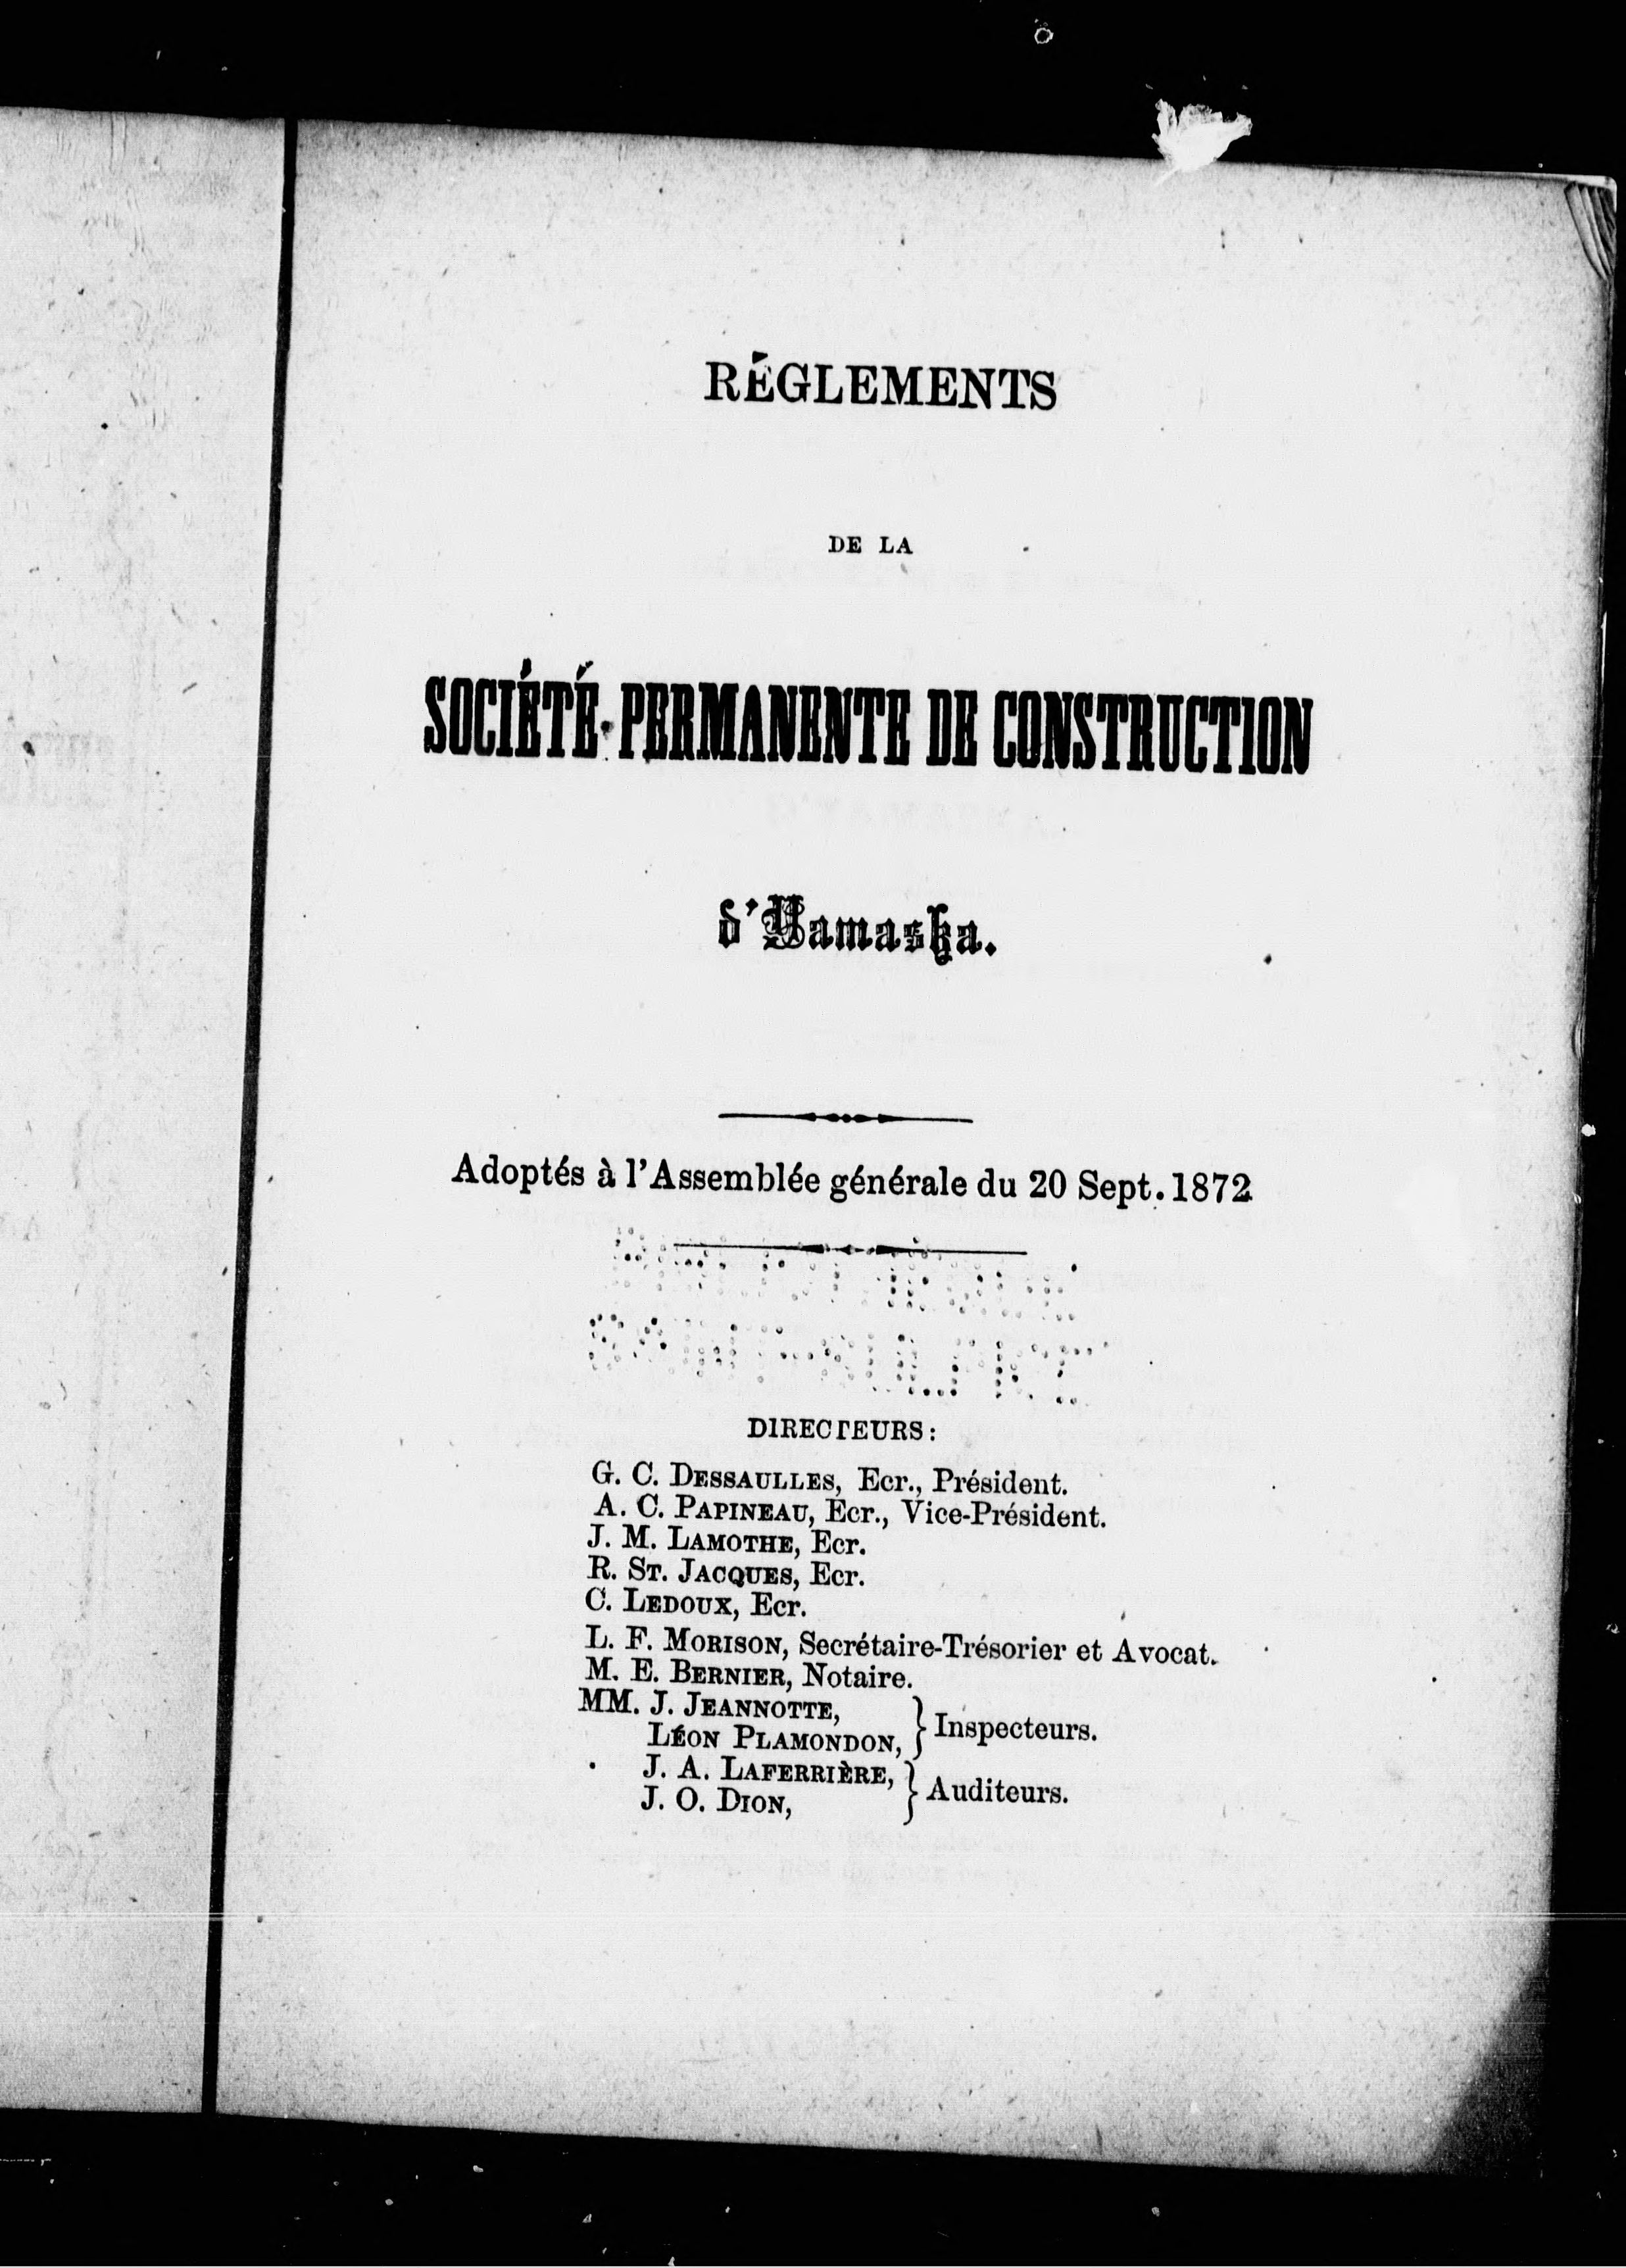 RÉGLEMENTS
DE LA
SOCIÉTÉ PERMANENTE DE CONSTRUCTION
d'Yamaska.
Adoptés à l'Assemblée générale du 20 Sept. 1872
DIRECTEURS:
G. C. DESSAULLES, Ecr., Président.
A. C. PAPINEAU, Ecr., Vice-Président.
J. M. LAMOTHE, Ecr.
R. ST. JACQUES, Ecr.
C. LEDOUX, Ecr.
L. F. MORISON, Secrétaire-Trésorier et Avocat.
M. E. BERNIER, Notaire.
MM. J. JEANNOTTE,
LÉON PLAMONDON, } Inspecteurs.
J. A. LAFERRIÈRE,
J. O. DION, } Auditeurs.